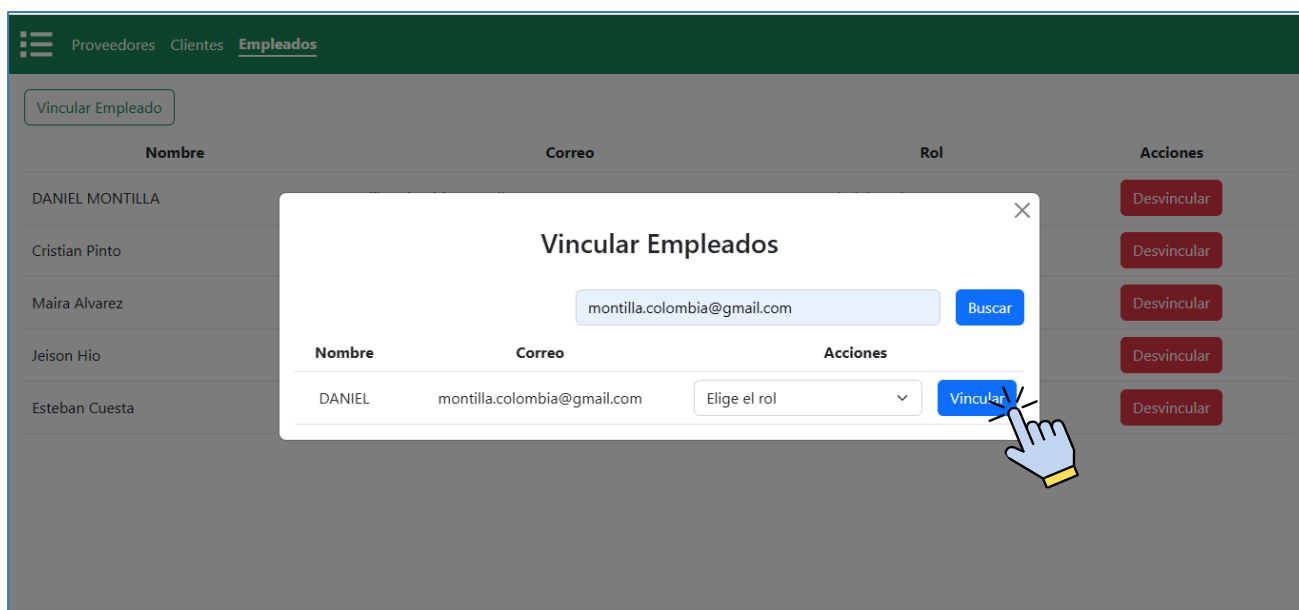 Proveedores Clientes Empleados
Vincular Empleado
Nombre Correo Rol Acciones
DANIEL MONTILLA Desvincular
Cristian Pinto Desvincular
Maira Alvarez Desvincular
Jeison Hio Desvincular
Esteban Cuesta Desvincular
Vincular Empleados
montilla.colombia@gmail.com Buscar
Nombre Correo Acciones
DANIEL montilla.colombia@gmail.com Elige el rol Vincular